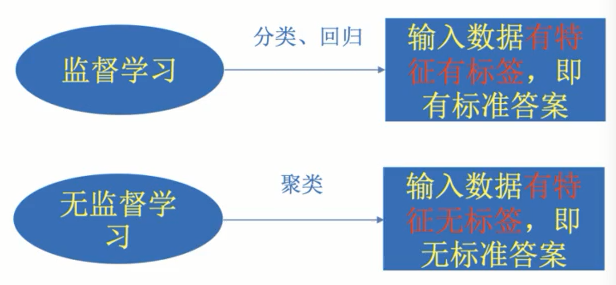 监督学习
分类、回归
输入数据有特
征有标签，即
有标准答案
无监督学
习
聚类
输入数据有特
征无标签，即
无标准答案